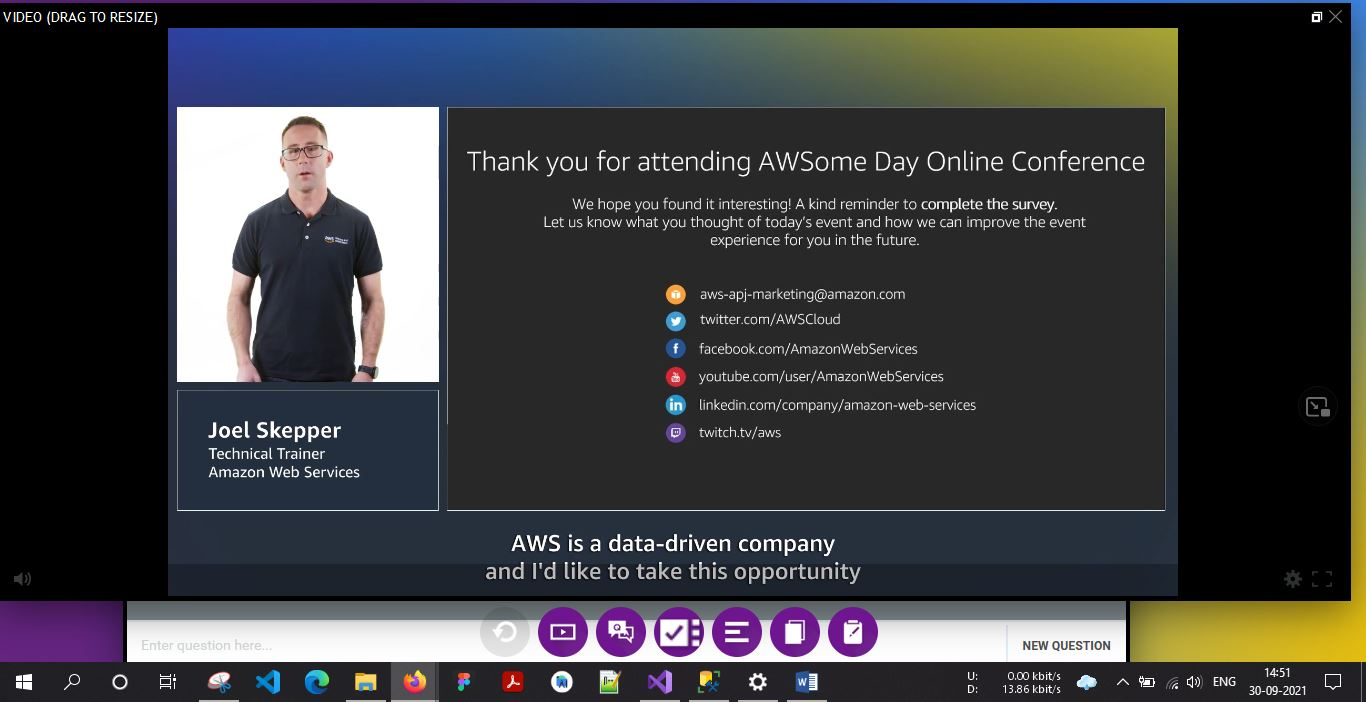 VIDEO (DRAG TO RESIZE)
Thank you for attending AWSome Day Online Conference
We hope you found it interesting! A kind reminder to complete the survey.
Let us know what you thought of today's event and how we can improve the event
experience for you in the future.
aws-apj-marketing@amazon.com
twitter.com/AWSCloud
facebook.com/AmazonWebServices
youtube.com/user/AmazonWebServices
linkedin.com/company/amazon-web-services
twitch.tv/aws
aws
Joel Skepper
Technical Trainer
Amazon Web Services
AWS is a data-driven company
and I'd like to take this opportunity
Enter question here...
NEW QUESTION
U: 0.00 kbit/s
D: 13.86 kbit/s
ENG
14:51
30-09-2021